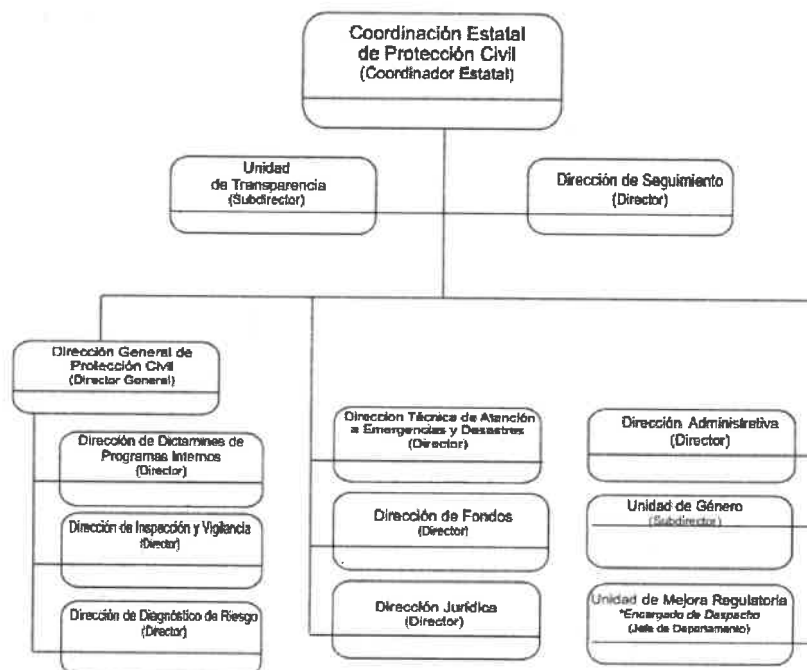 Coordinación Estatal
de Protección Civil
(Coordinador Estatal)
Unidad
de Transparencia
(Subdirector)
Dirección de Seguimiento
(Director)
Dirección General de
Protección Civil
(Director General)
Dirección de Dictamines de
Programas Internos
(Director)
Dirección de Inspección y Vigilancia
(Director)
Dirección de Diagnóstico de Riesgo
(Director)
Direccion Técnica de Atención
a Emergencias y Desastres
(Director)
Dirección de Fondos
(Director)
Dirección Jurídica
(Director)
Dirección Administrativa
(Director)
Unidad de Género
(Subdirector)
Unidad de Mejora Regulatoria
*Encargado de Despacho
(Jefe de Departamento)